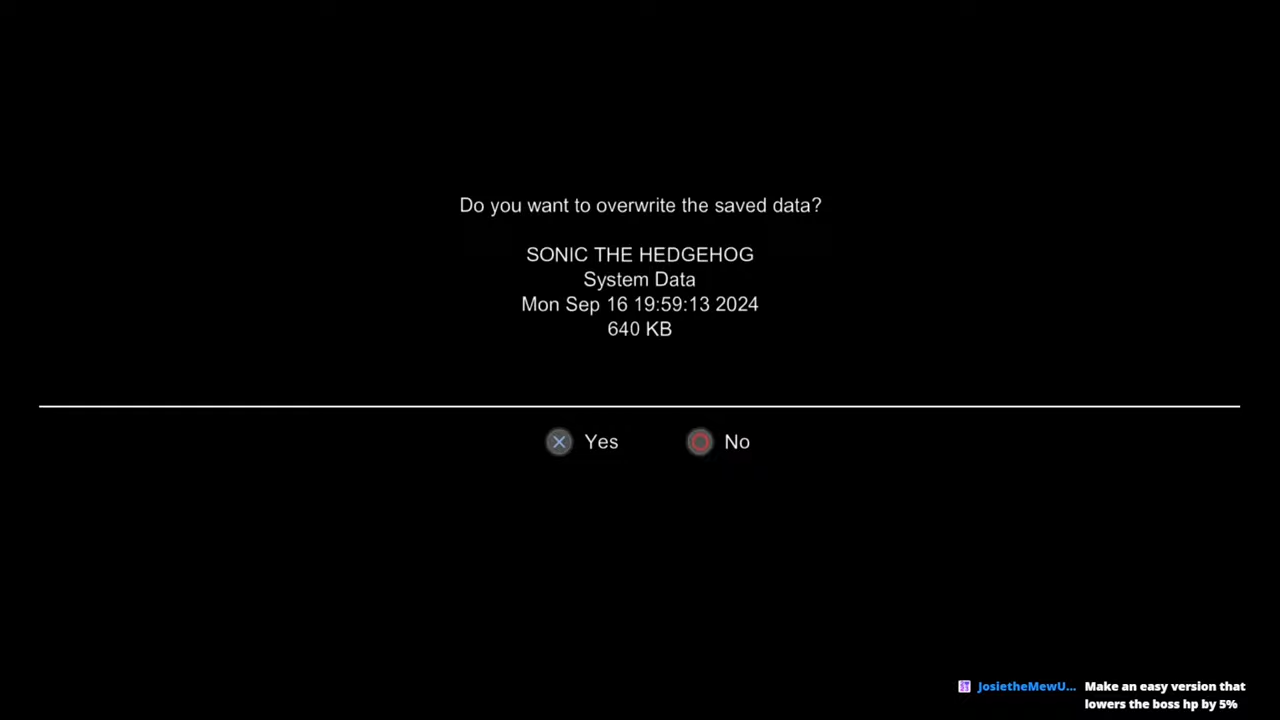 Do you want to overwrite the saved data?
SONIC THE HEDGEHOG
System Data
Mon Sep 16 19:59:13 2024
640 KB
Yes No
JosietheMewU... Make an easy version that
lowers the boss hp by 5%